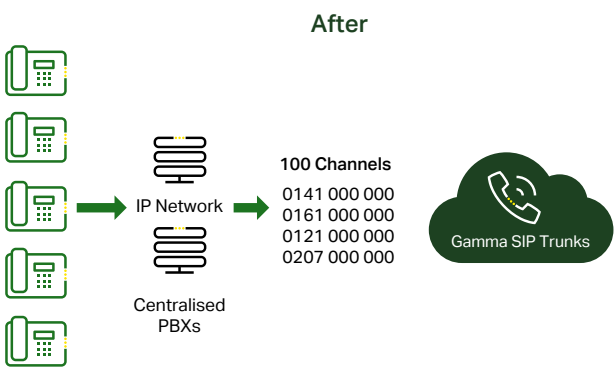 After
IP Network
Centralised
PBXs
100 Channels
0141 000 000
0161 000 000
0121 000 000
0207 000 000
Gamma SIP Trunks